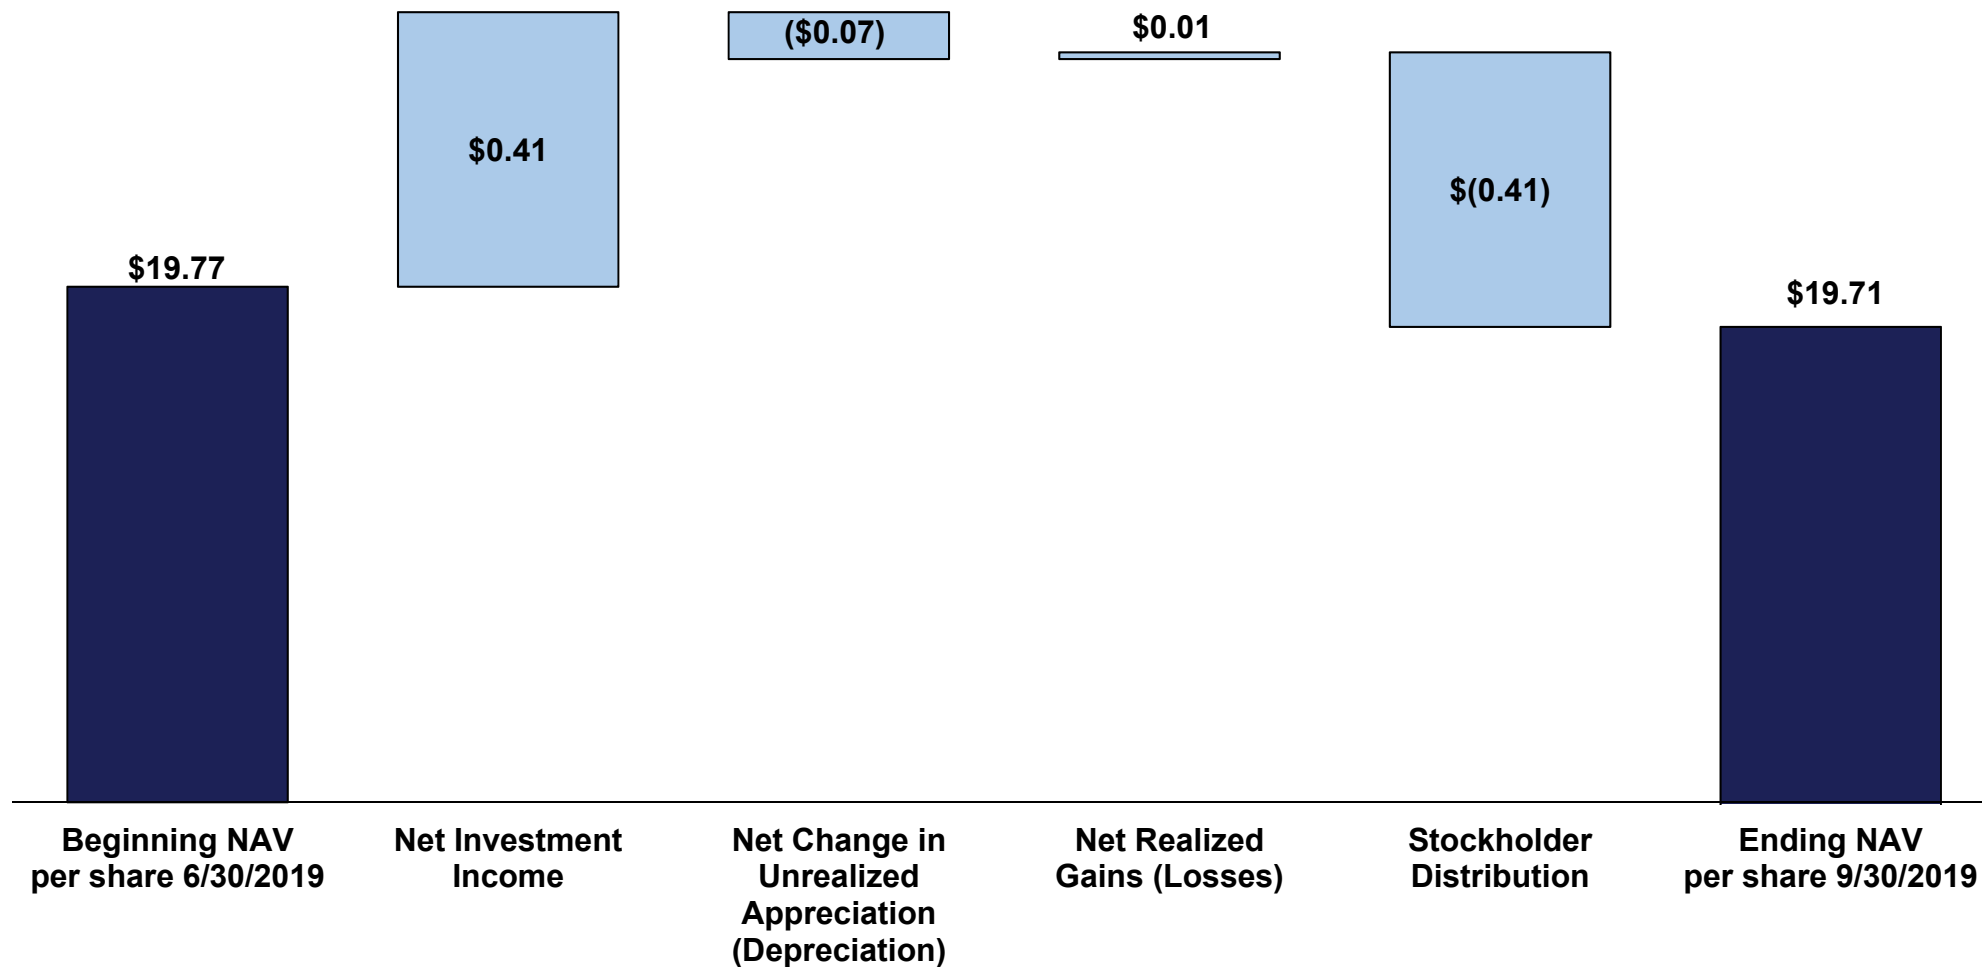 ($0.07)
$0.01
$0.41
$(0.41)
$19.77
$19.71
Beginning NAV
per share 6/30/2019
Net Investment
Income
Net Change in
Unrealized
Appreciation
(Depreciation)
Net Realized
Gains (Losses)
Stockholder
Distribution
Ending NAV
per share 9/30/2019